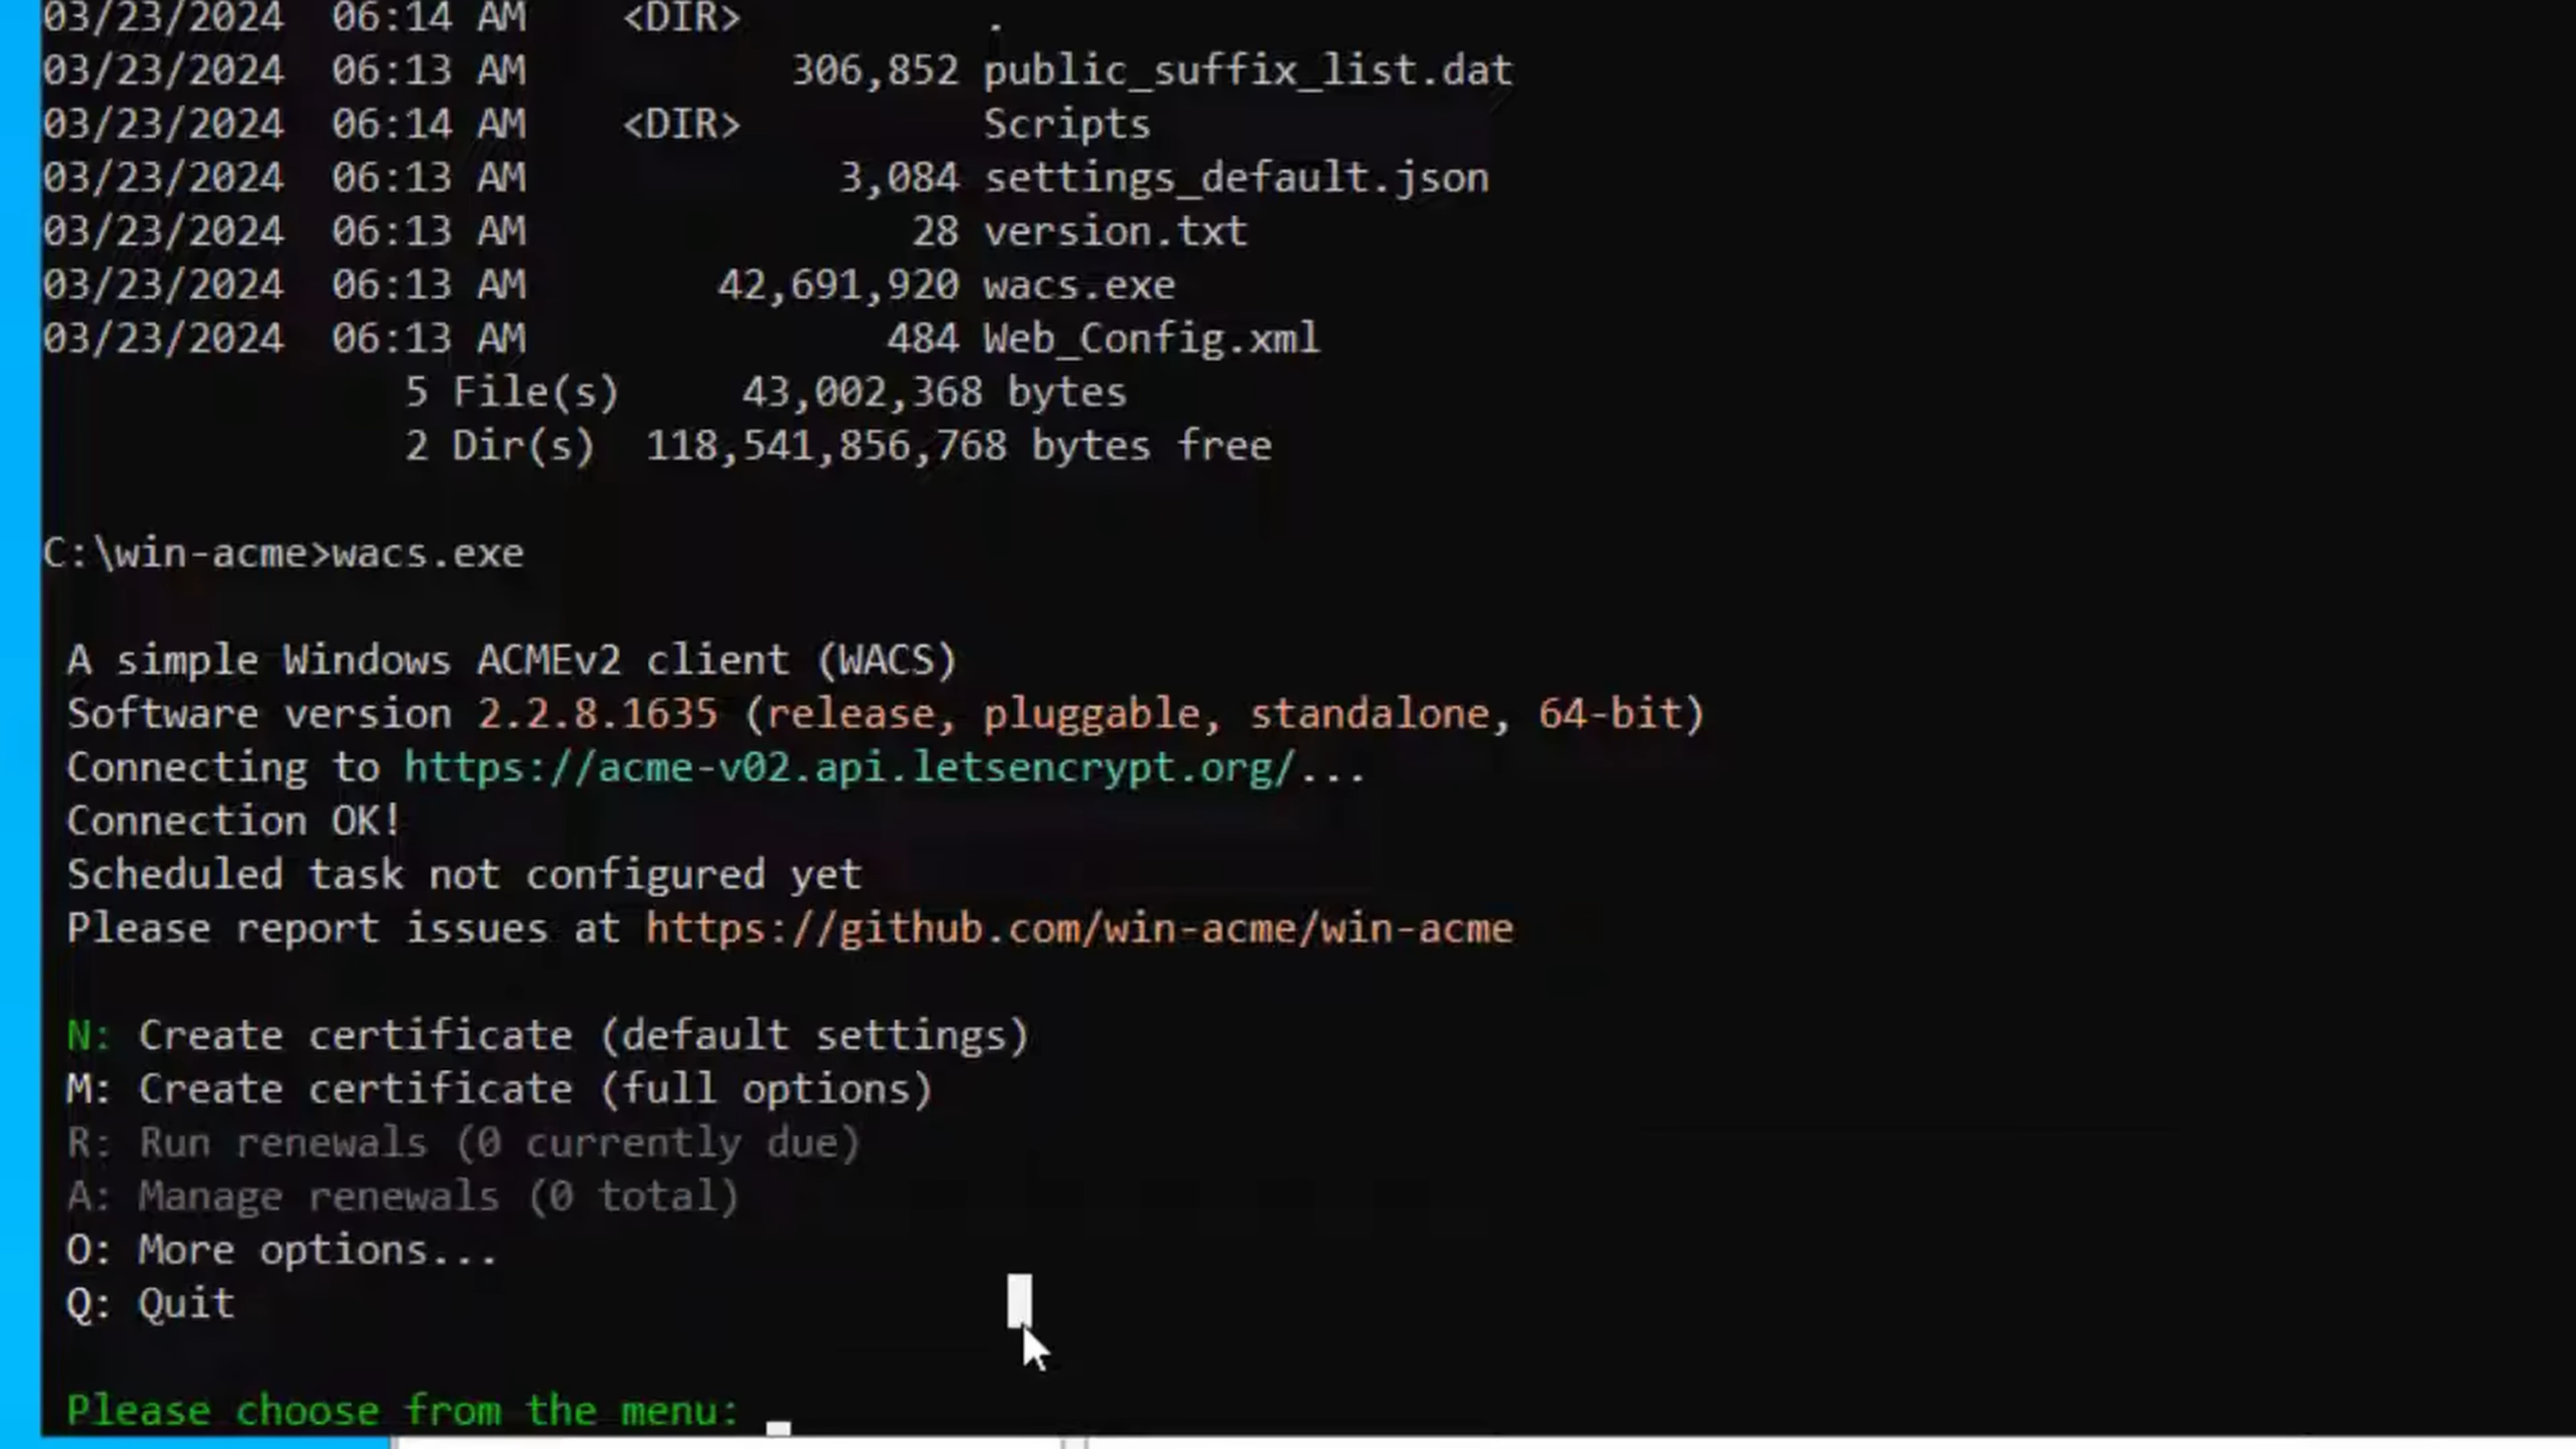 03/23/2024  06:14 AM    <DIR>          .
03/23/2024  06:13 AM           306,852 public_suffix_list.dat
03/23/2024  06:14 AM    <DIR>          Scripts
03/23/2024  06:13 AM             3,084 settings_default.json
03/23/2024  06:13 AM                28 version.txt
03/23/2024  06:13 AM        42,691,920 wacs.exe
03/23/2024  06:13 AM               484 Web_Config.xml
5 File(s)     43,002,368 bytes
2 Dir(s)  118,541,856,768 bytes free
C:\win-acme>wacs.exe
A simple Windows ACMEv2 client (WACS)
Software version 2.2.8.1635 (release, pluggable, standalone, 64-bit)
Connecting to https://acme-v02.api.letsencrypt.org/...
Connection OK!
Scheduled task not configured yet
Please report issues at https://github.com/win-acme/win-acme
N: Create certificate (default settings)
M: Create certificate (full options)
R: Run renewals (0 currently due)
A: Manage renewals (0 total)
O: More options...
Q: Quit
Please choose from the menu: